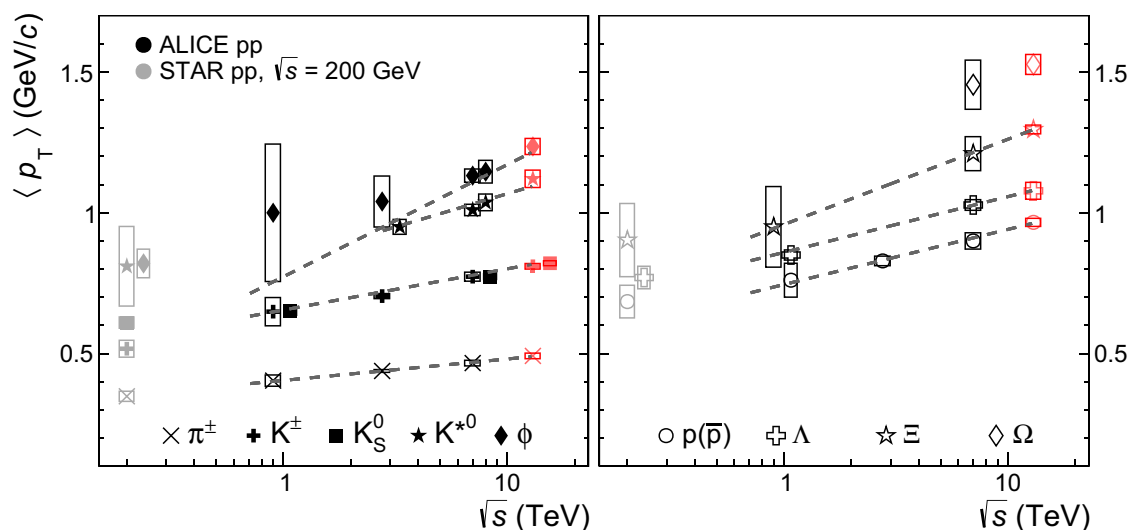 ⟨ p_T ⟩ (GeV/c)
ALICE pp
STAR pp, √s = 200 GeV
1.5
1
0.5
π± K± K⁰_S K*⁰ ϕ
1 10
√s (TeV)
p(p̅) Λ Ξ Ω
1.5
1
0.5
1 10
√s (TeV)